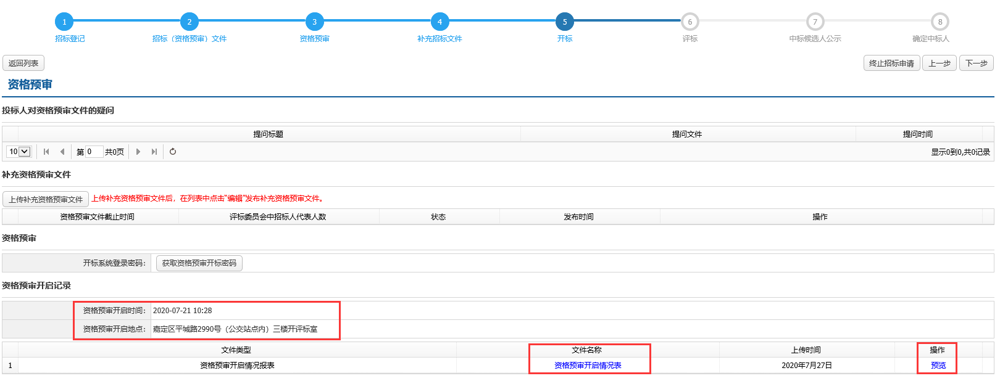 1 2 3 4 5 6 7 8
招标登记 招标（资格预审）文件 资格预审 补充招标文件 开标 评标 中标候选人公示 确定中标人
返回列表 终止招标申请 上一步 下一步
资格预审
投标人对资格预审文件的疑问
提问标题 提问文件 提问时间
10 第 0 共0页 显示0到0,共0记录
补充资格预审文件
上传补充资格预审文件 上传补充资格预审文件后，在列表中点击“编辑”发布补充资格预审文件。
资格预审文件截止时间 评标委员会中招标人代表人数 状态 发布时间 操作
资格预审
开标系统登录密码： 获取资格预审开标密码
资格预审开启记录
资格预审开启时间： 2020-07-21 10:28
资格预审开启地点： 嘉定区平城路2990号（公交站点内）三楼开评标室
文件类型 文件名称 上传时间 操作
1 资格预审开启情况报表 资格预审开启情况表 2020年7月27日 预览